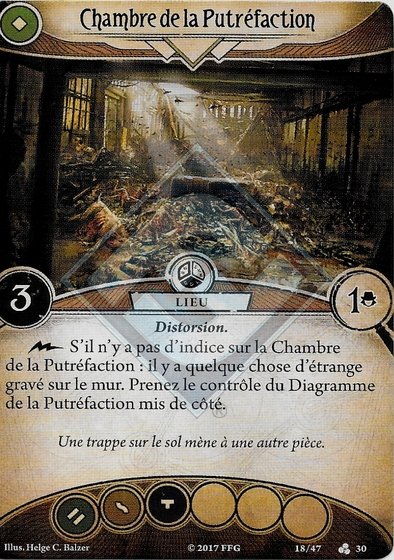 Chambre de la Putréfaction
3
LIEU
1
Distorsion.
S'il n'y a pas d'indice sur la Chambre
de la Putréfaction : il y a quelque chose d'étrange
gravé sur le mur. Prenez le contrôle du Diagramme
de la Putréfaction mis de côté.
Une trappe sur le sol mène à une autre pièce.
Illus. Helge C. Balzer
© 2017 FFG
18/47
30